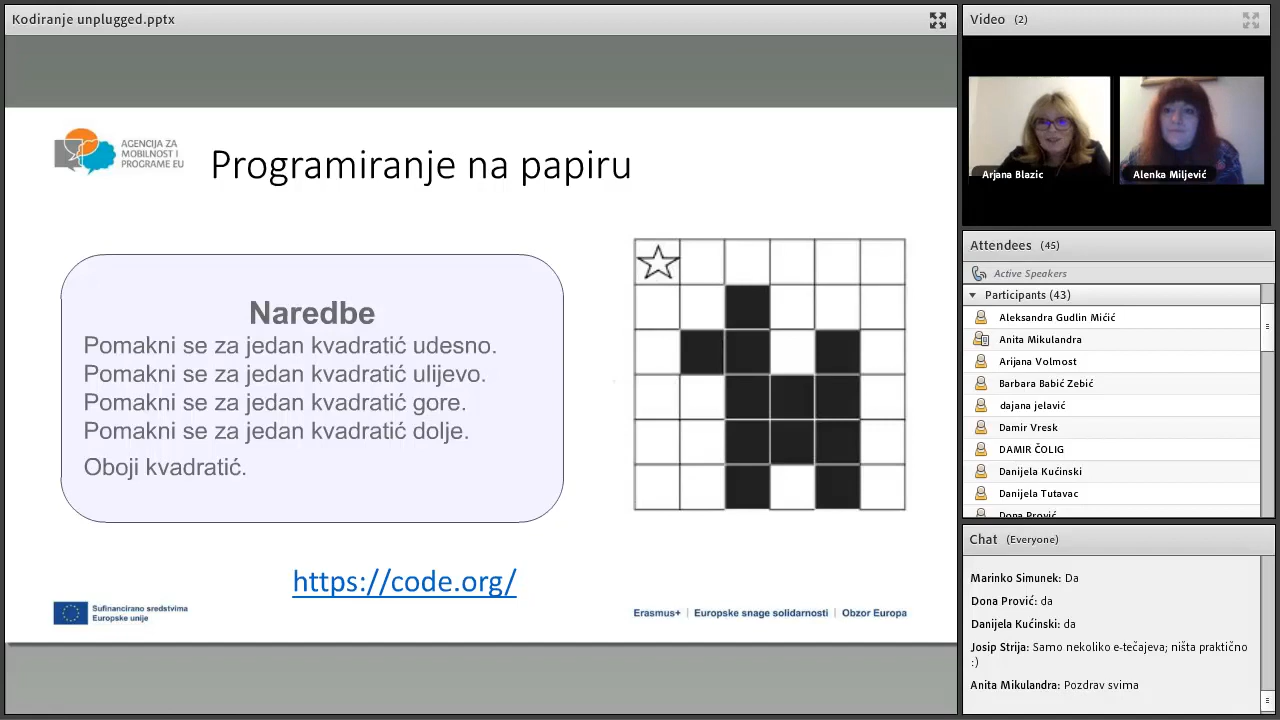 Kodiranje unplugged.pptx
AGENCIJA ZA
MOBILNOST I
PROGRAME EU
Programiranje na papiru
Naredbe
Pomakni se za jedan kvadratić udesno.
Pomakni se za jedan kvadratić ulijevo.
Pomakni se za jedan kvadratić gore.
Pomakni se za jedan kvadratić dolje.
Oboji kvadratić.
https://code.org/
Sufinancirano sredstvima
Europske unije
Erasmus+ | Europske snage solidarnosti | Obzor Europa
Video (2)
Arjana Blazic
Alenka Miljević
Attendees (45)
Active Speakers
Participants (43)
Aleksandra Gudlin Mićić
Anita Mikulandra
Arijana Volmost
Barbara Babić Zebić
dajana jelavić
Damir Vresk
DAMIR ČOLIG
Danijela Kućinski
Danijela Tutavac
Dona Prović
Chat (Everyone)
Marinko Simunek: Da
Dona Prović: da
Danijela Kućinski: da
Josip Strija: Samo nekoliko e-tečajeva; ništa praktično
:)
Anita Mikulandra: Pozdrav svima